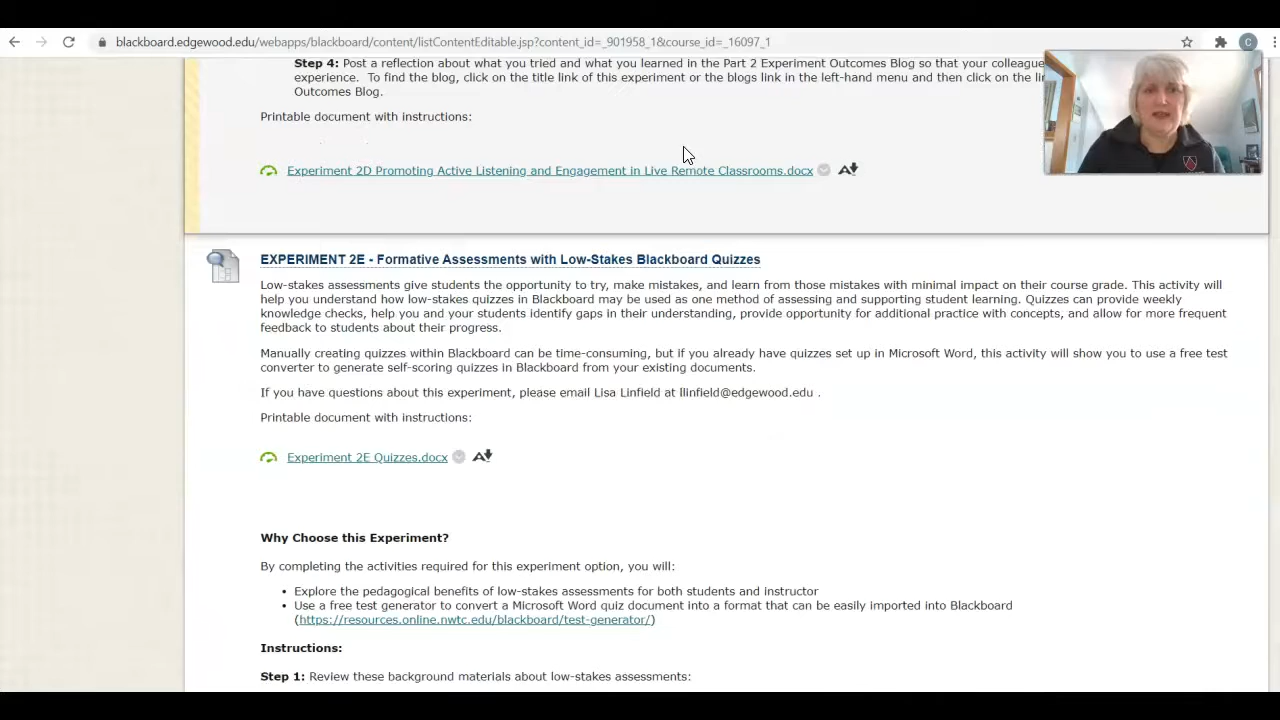 blackboard.edgewood.edu/webapps/blackboard/content/listContentEditable.jsp?content_id=_901958_1&course_id=_16097_1
Step 4: Post a reflection about what you tried and what you learned in the Part 2 Experiment Outcomes Blog so that your colleague
experience. To find the blog, click on the title link of this experiment or the blogs link in the left-hand menu and then click on the
Outcomes Blog.
Printable document with instructions:
Experiment 2D Promoting Active Listening and Engagement in Live Remote Classrooms.docx
EXPERIMENT 2E - Formative Assessments with Low-Stakes Blackboard Quizzes
Low-stakes assessments give students the opportunity to try, make mistakes, and learn from those mistakes with minimal impact on their course grade. This activity will
help you understand how low-stakes quizzes in Blackboard may be used as one method of assessing and supporting student learning. Quizzes can provide weekly
knowledge checks, help you and your students identify gaps in their understanding, provide opportunity for additional practice with concepts, and allow for more frequent
feedback to students about their progress.
Manually creating quizzes within Blackboard can be time-consuming, but if you already have quizzes set up in Microsoft Word, this activity will show you to use a free test
converter to generate self-scoring quizzes in Blackboard from your existing documents.
If you have questions about this experiment, please email Lisa Linfield at llinfield@edgewood.edu .
Printable document with instructions:
Experiment 2E Quizzes.docx
Why Choose this Experiment?
By completing the activities required for this experiment option, you will:
• Explore the pedagogical benefits of low-stakes assessments for both students and instructor
• Use a free test generator to convert a Microsoft Word quiz document into a format that can be easily imported into Blackboard
(https://resources.online.nwtc.edu/blackboard/test-generator/)
Instructions:
Step 1: Review these background materials about low-stakes assessments: